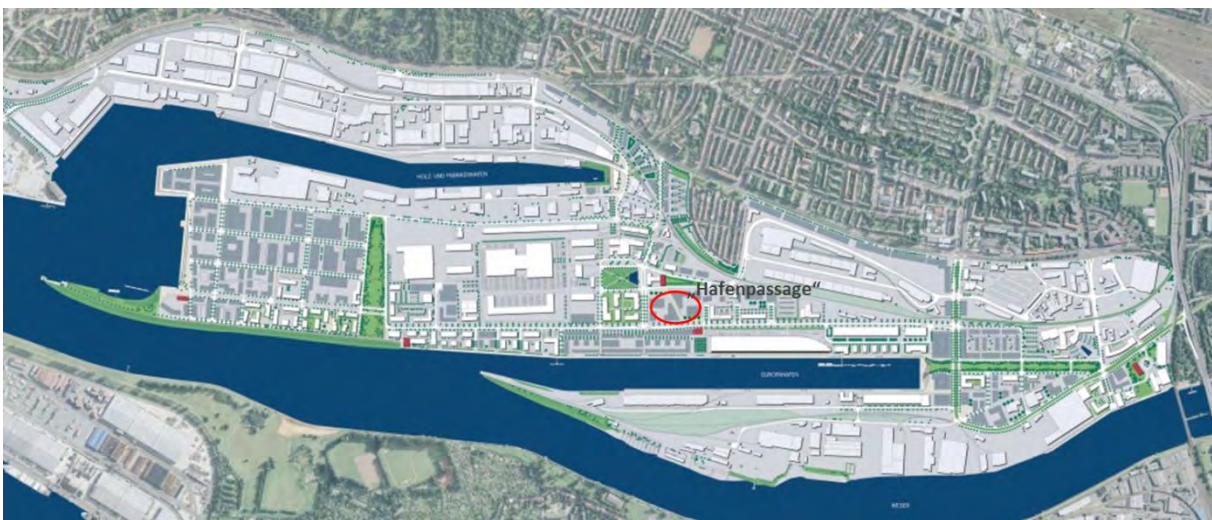 HOLZ- UND FABRIKENHAFEN
„Hafenpassage“
EUROPAHAFEN
WESER